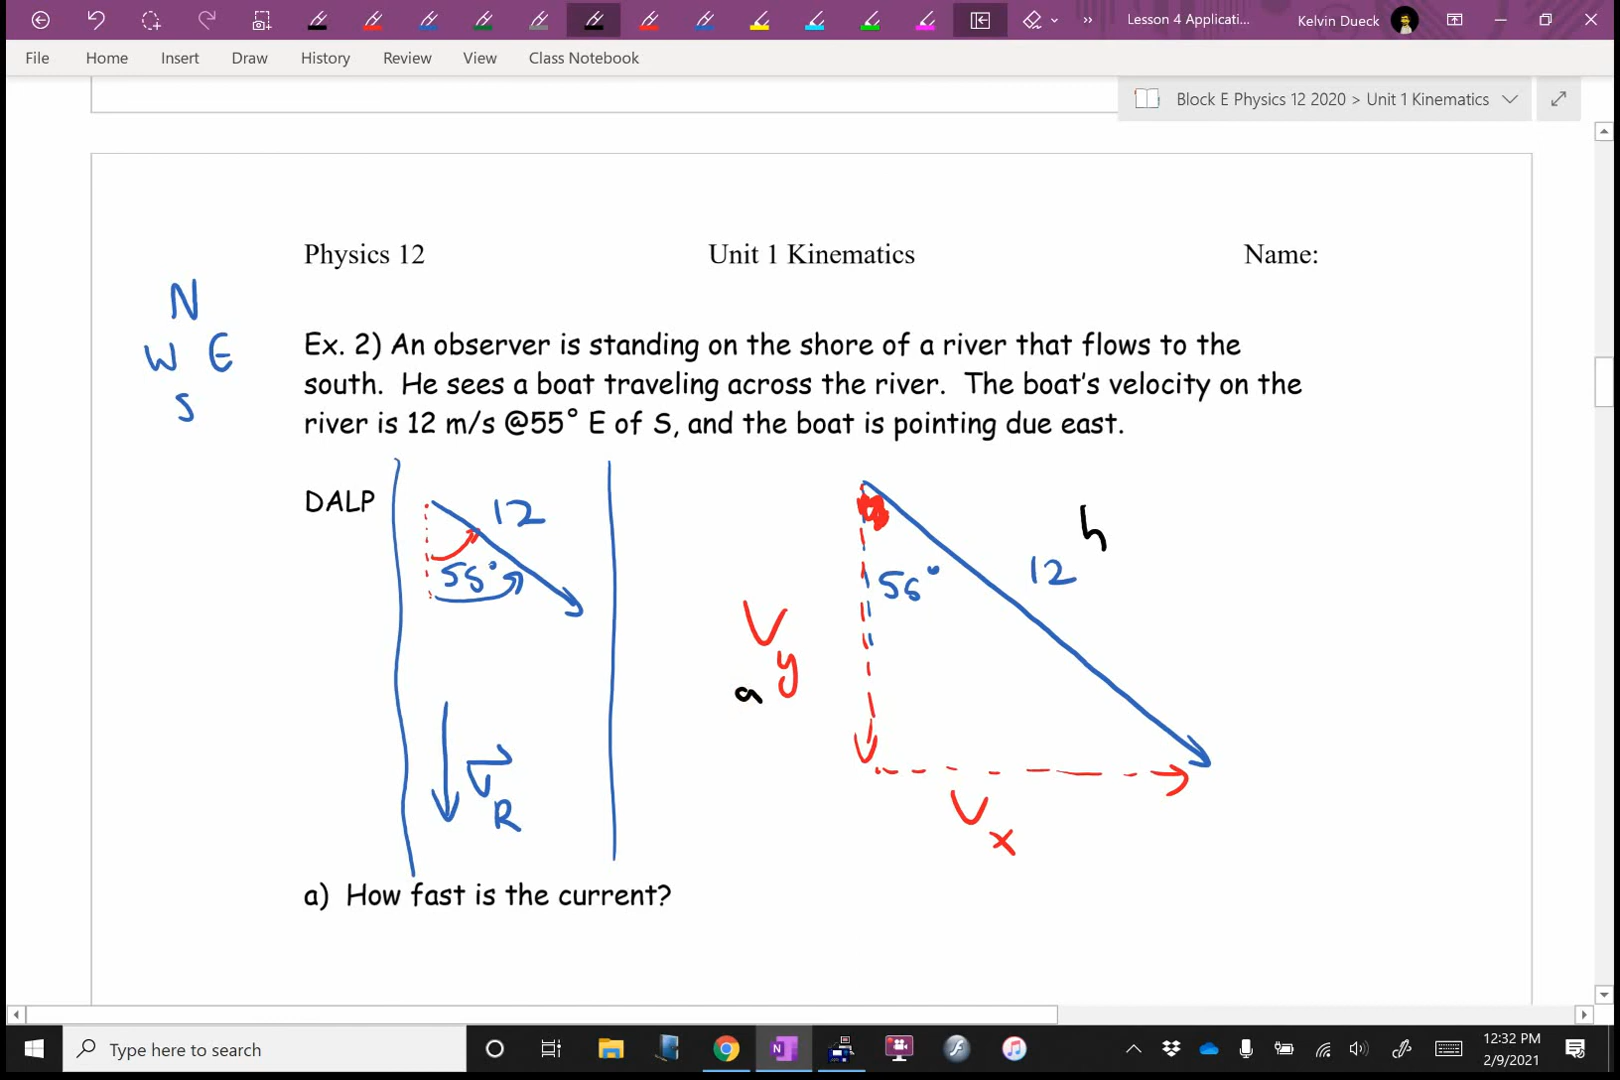 Lesson 4 Applicati...
Kelvin Dueck
File Home Insert Draw History Review Help View Class Notebook
Block E Physics 12 2020 > Unit 1 Kinematics
Physics 12 Unit 1 Kinematics Name:
N
W E
S
Ex. 2) An observer is standing on the shore of a river that flows to the
south. He sees a boat traveling across the river. The boat's velocity on the
river is 12 m/s @55° E of S, and the boat is pointing due east.
DALP
12
55°
V R
h
12
55°
Vy
a
Vx
a) How fast is the current?
Type here to search
12:32 PM
2/9/2021